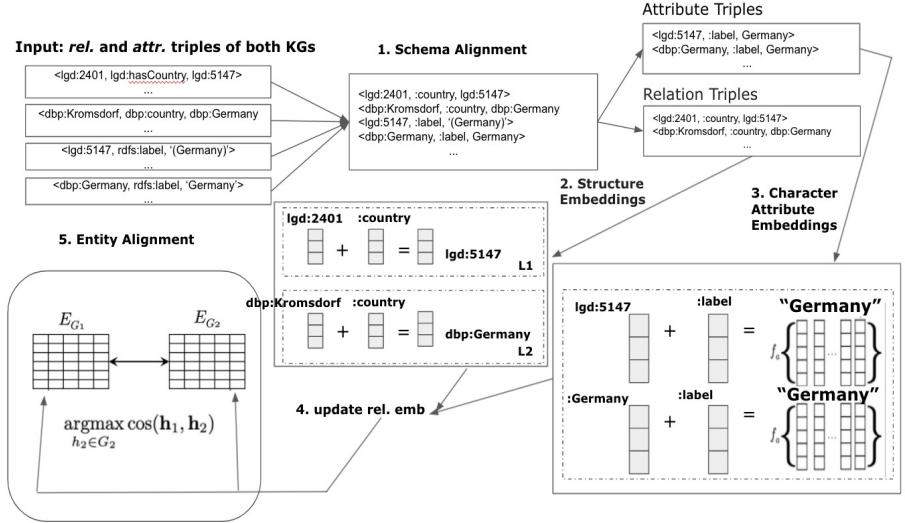 Attribute Triples
<lgd:5147, :label, Germany>
<dbp:Germany, :label, Germany>
...
Input: rel. and attr. triples of both KGs
<lgd:2401, lgd:hasCountry, lgd:5147>
...
<dbp:Kromsdorf, dbp:country, dbp:Germany
...
<lgd:5147, rdfs:label, ‘(Germany)’>
...
<dbp:Germany, rdfs:label, ‘Germany’>
...
1. Schema Alignment
<lgd:2401, :country, lgd:5147>
<dbp:Kromsdorf, :country, dbp:Germany
<lgd:5147, :label, ‘(Germany)’>
<dbp:Germany, :label, Germany>
...
Relation Triples
<lgd:2401, :country, lgd:5147>
<dbp:Kromsdorf, :country, dbp:Germany
...
2. Structure
Embeddings
3. Character
Attribute
Embeddings
lgd:2401 :country
+ =
lgd:5147
L1
dbp:Kromsdorf :country
+ =
dbp:Germany
L2
lgd:5147 :label “Germany”
+ = fₐ { ... }
:Germany :label “Germany”
+ = fₐ { ... }
4. update rel. emb
5. Entity Alignment
E_G₁ E_G₂
argmax cos(h₁, h₂)
h₂∈G₂